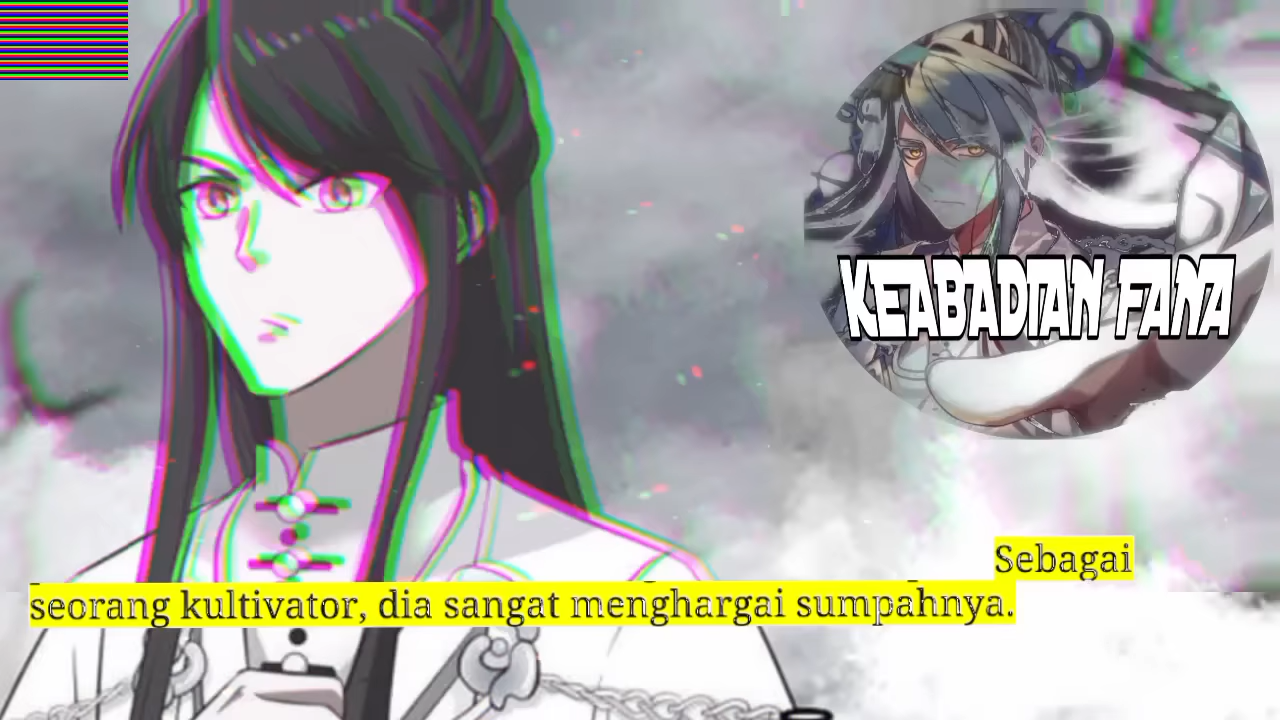 KEABADIAN FANA
Sebagai
seorang kultivator, dia sangat menghargai sumpahnya.